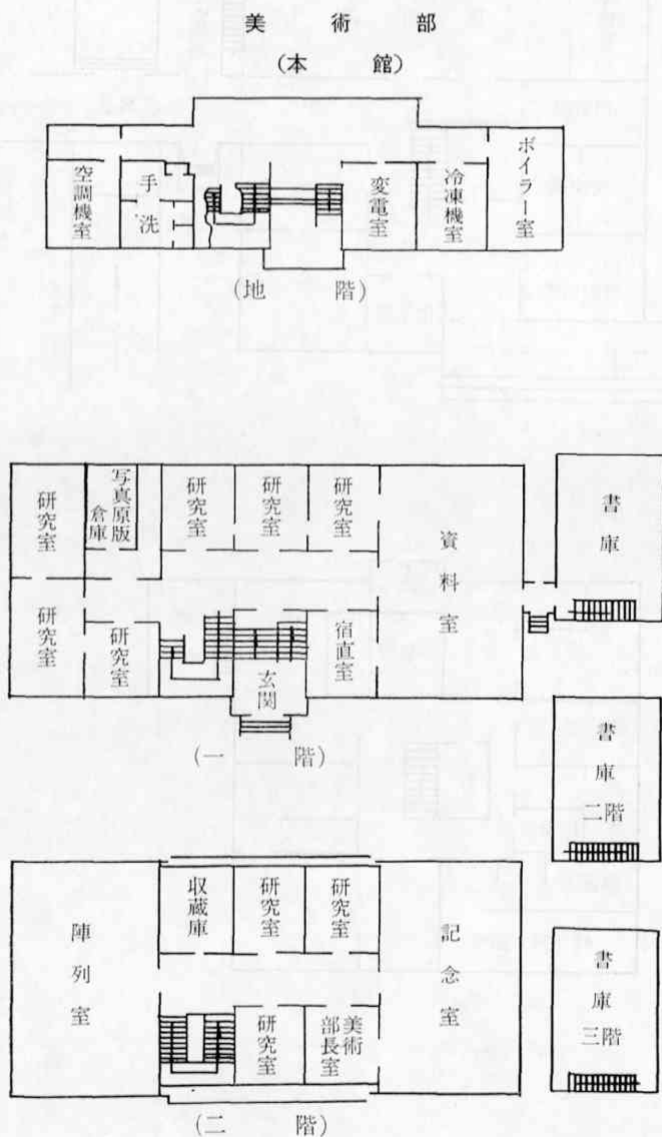 美術部
(本館)
空調機室
手洗
変電室
冷凍機室
ボイラー室
(地階)
研究室
写真原版
倉庫
研究室
研究室
研究室
資料室
書庫
研究室
研究室
玄関
宿直室
(一階)
書庫
二階
陣列室
収蔵庫
研究室
研究室
記念室
研究室
美術
部長室
(二階)
書庫
三階